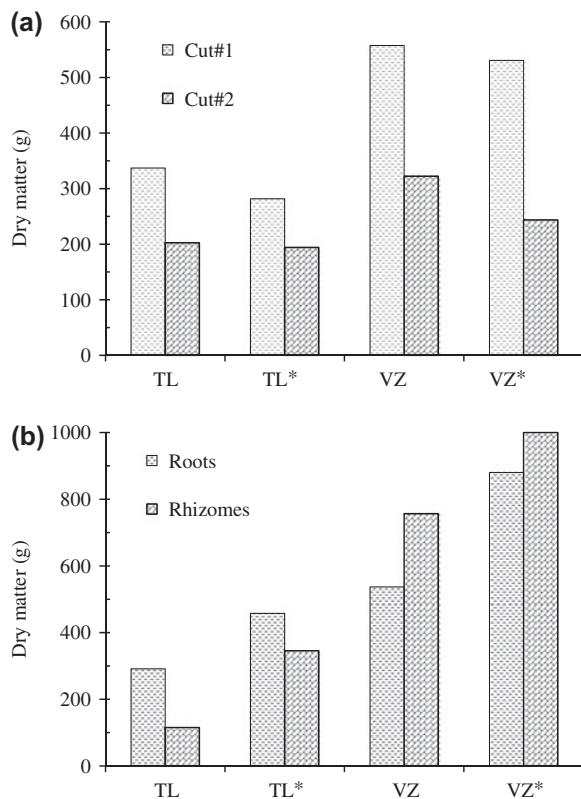 (a)
600
500
400
300
200
100
0
Dry matter (g)
Cut#1
Cut#2
TL TL* VZ VZ*
(b)
1000
800
600
400
200
0
Dry matter (g)
Roots
Rhizomes
TL TL* VZ VZ*